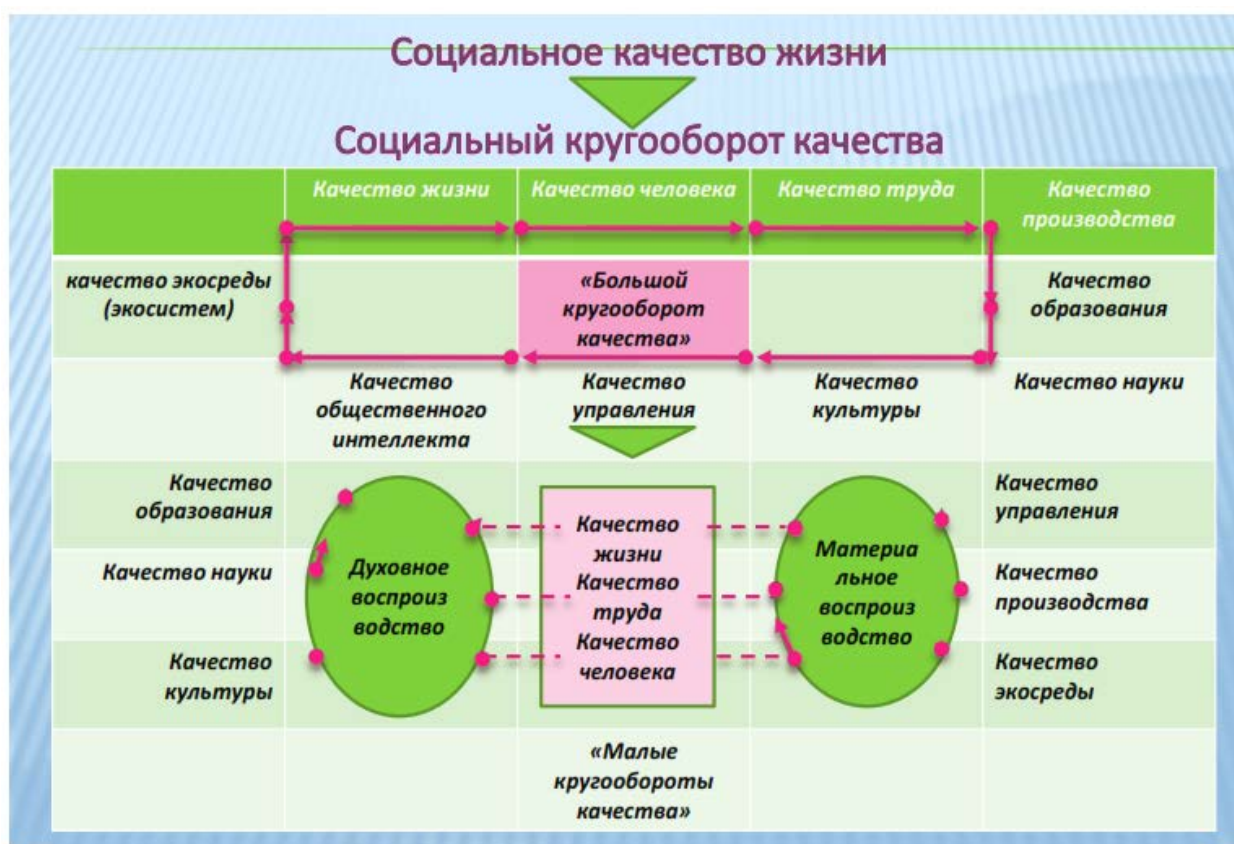 Социальное качество жизни
Социальный кругооборот качества
Качество жизни
Качество человека
Качество труда
Качество
производства
качество экосреды
(экосистем)
«Большой
кругооборот
качества»
Качество
образования
Качество
общественного
интеллекта
Качество
управления
Качество
культуры
Качество науки
Качество
образования
Качество науки
Качество
культуры
Духовное
воспроиз
водство
Качество
жизни
Качество
труда
Качество
человека
Материа
льное
воспроиз
водство
Качество
управления
Качество
производства
Качество
экосреды
«Малые
кругообороты
качества»